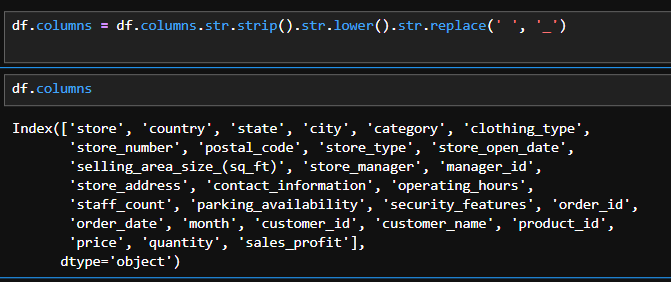 df.columns = df.columns.str.strip().str.lower().str.replace(' ', '_')
df.columns
Index(['store', 'country', 'state', 'city', 'category', 'clothing_type',
'store_number', 'postal_code', 'store_type', 'store_open_date',
'selling_area_size_(sq_ft)', 'store_manager', 'manager_id',
'store_address', 'contact_information', 'operating_hours',
'staff_count', 'parking_availability', 'security_features', 'order_id',
'order_date', 'month', 'customer_id', 'customer_name', 'product_id',
'price', 'quantity', 'sales_profit'],
dtype='object')